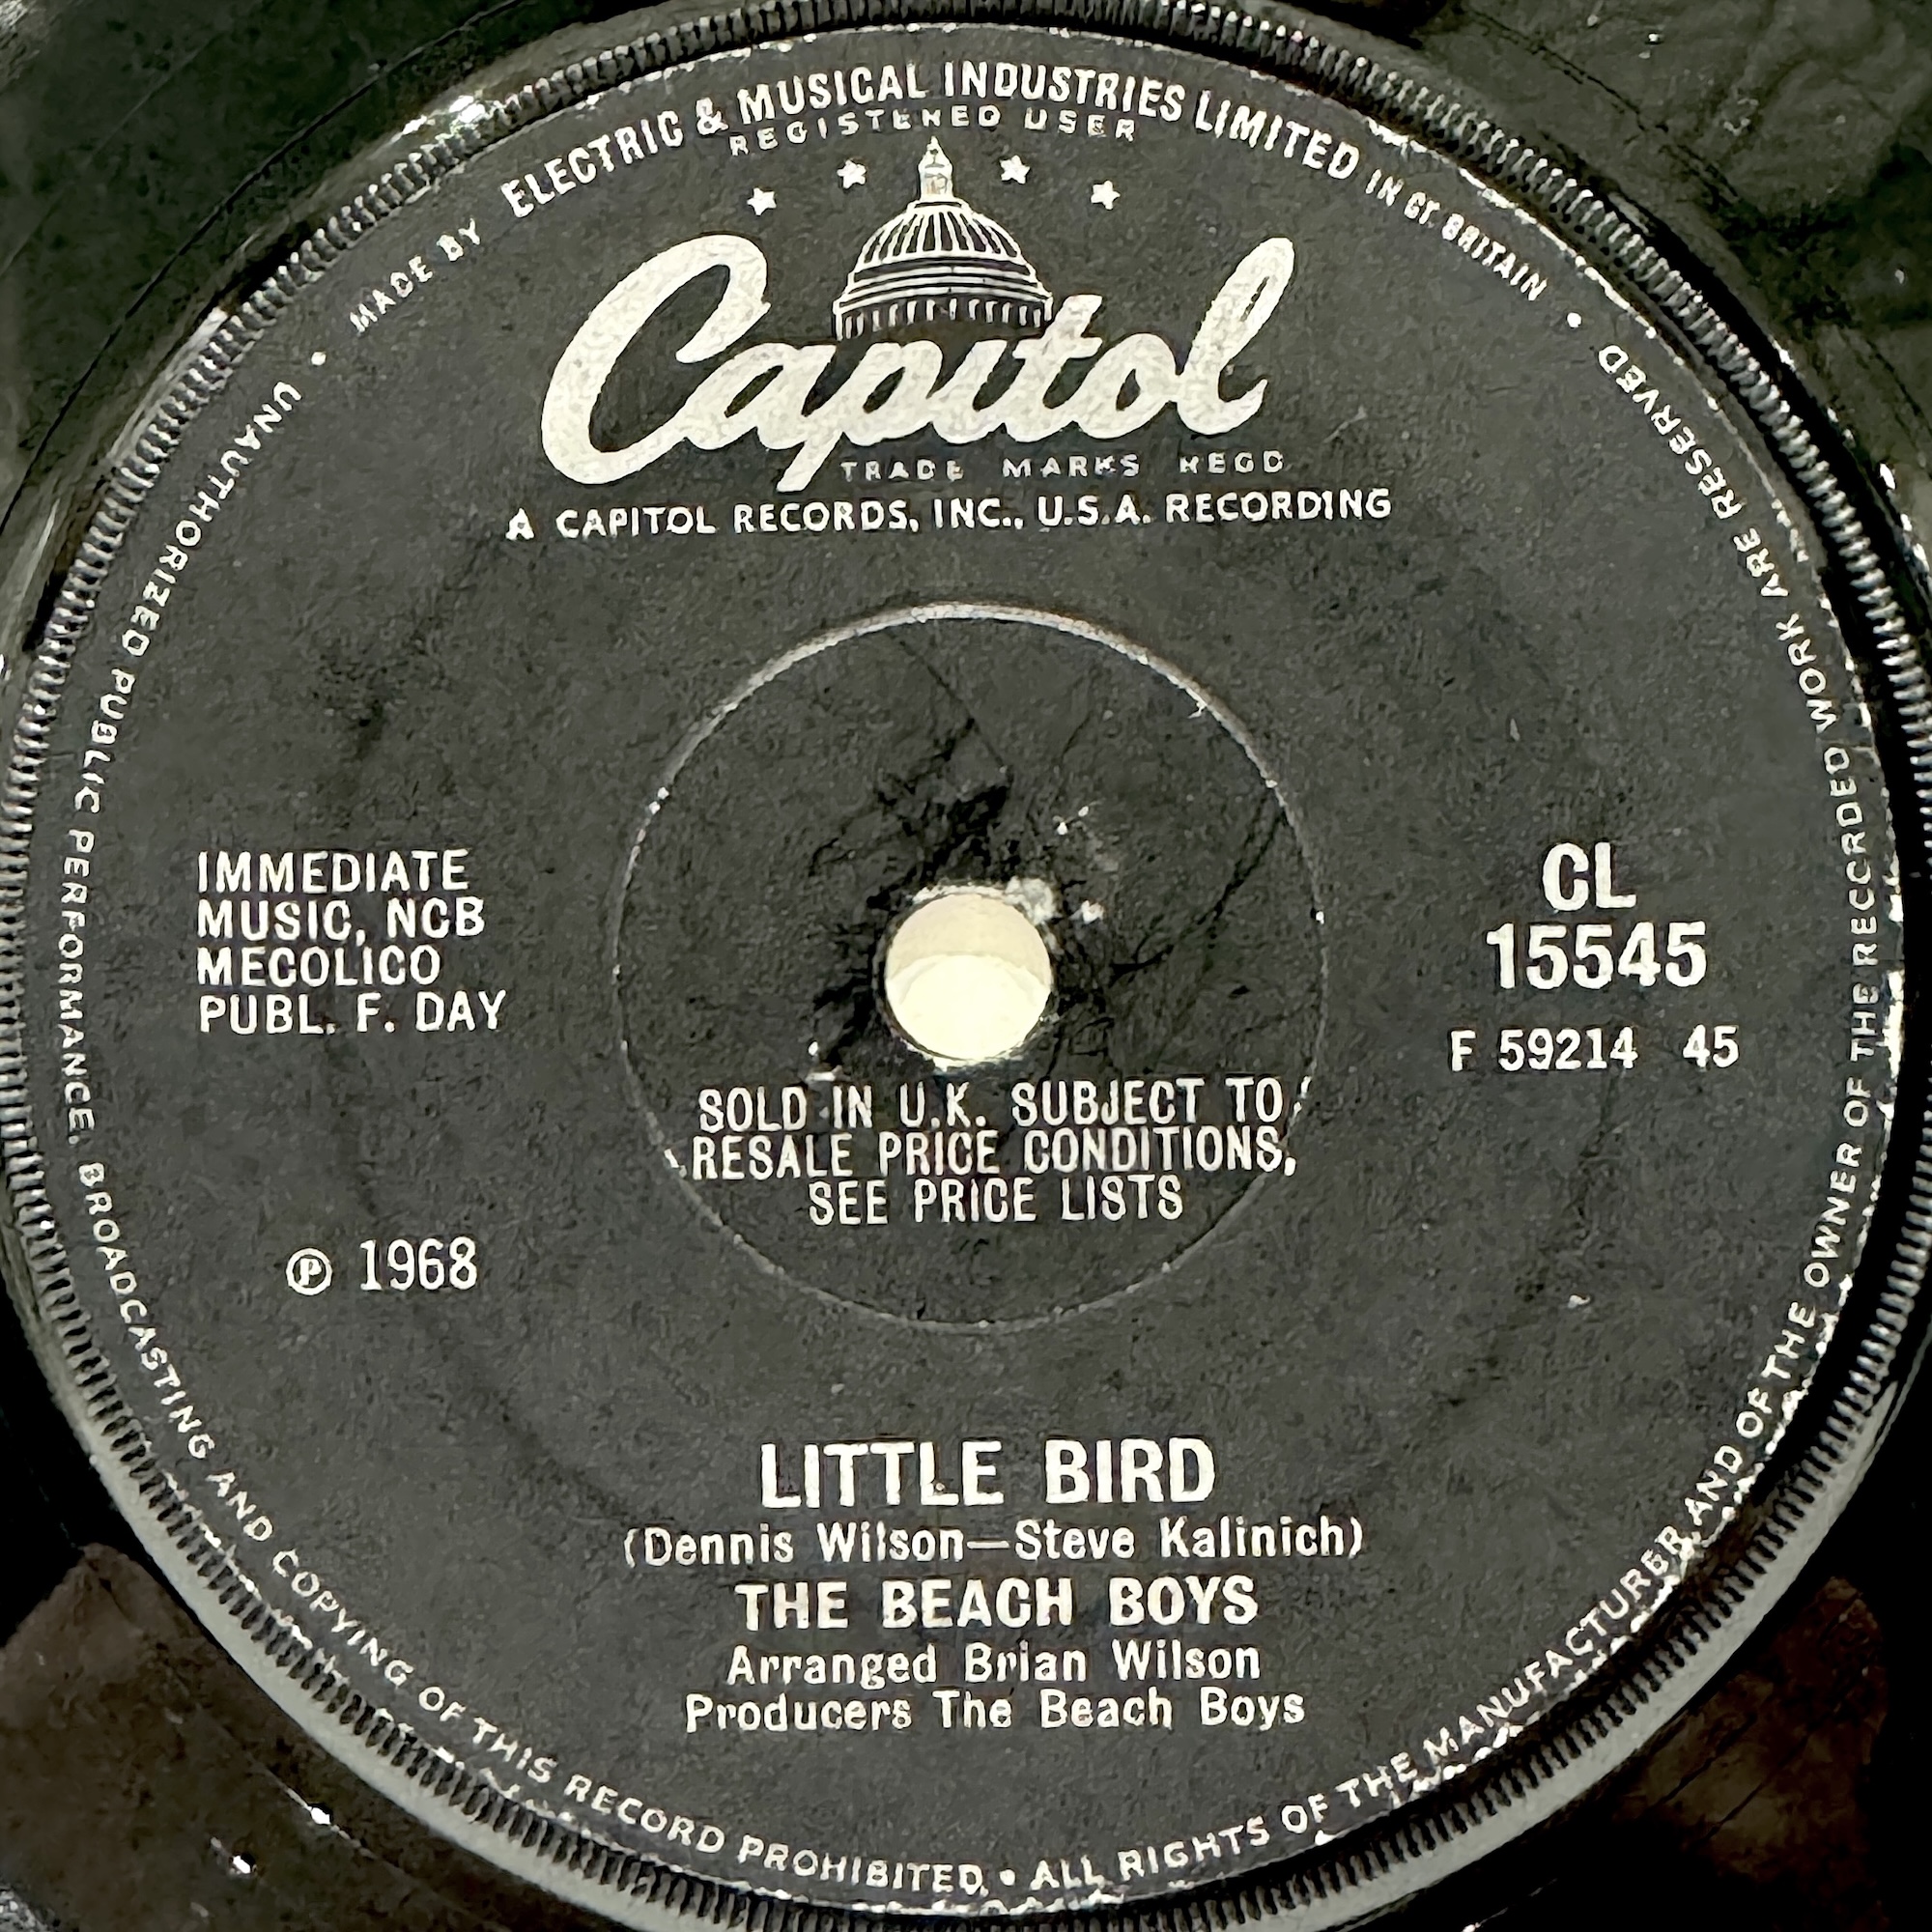 MADE BY ELECTRIC & MUSICAL INDUSTRIES LIMITED IN GT. BRITAIN •
REGISTERED USER
Capitol
TRADE MARKS REGD
A CAPITOL RECORDS, INC., U.S.A. RECORDING
IMMEDIATE
MUSIC, NCB
MECOLICO
PUBL. F. DAY
℗ 1968
CL
15545
F 59214 45
SOLD IN U.K. SUBJECT TO
RESALE PRICE CONDITIONS,
SEE PRICE LISTS
LITTLE BIRD
(Dennis Wilson—Steve Kalinich)
THE BEACH BOYS
Arranged Brian Wilson
Producers The Beach Boys
UNAUTHORIZED PUBLIC PERFORMANCE, BROADCASTING AND COPYING OF THIS RECORD PROHIBITED. • ALL RIGHTS OF THE MANUFACTURER AND OF THE OWNER OF THE RECORDED WORK ARE RESERVED •